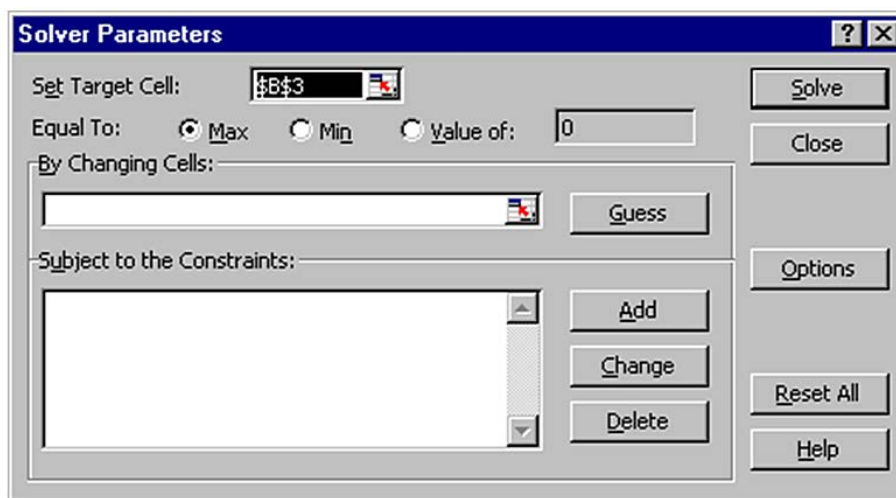 Solver Parameters
? X
Set Target Cell: $B$3 Solve
Equal To: Max Min Value of: 0 Close
By Changing Cells:
Guess
Subject to the Constraints: Options
Add
Change Reset All
Delete Help